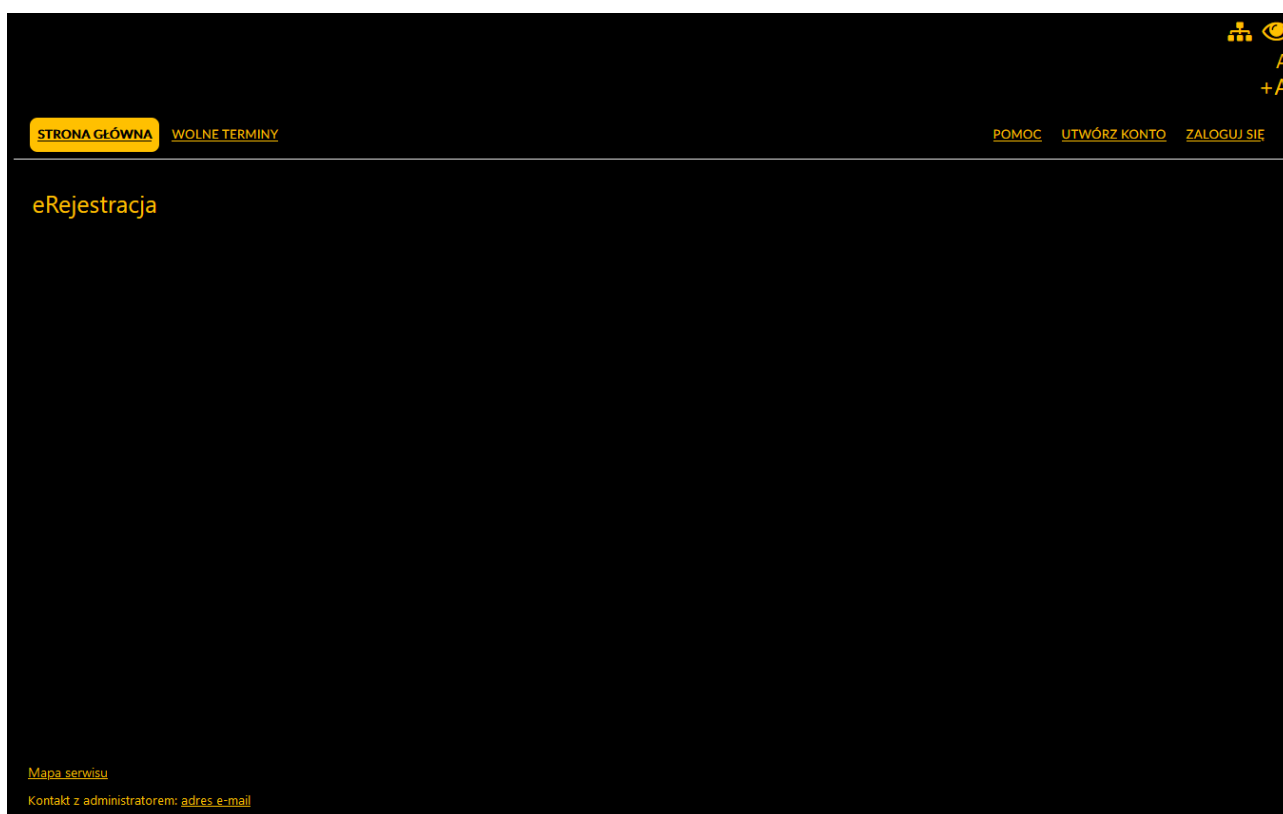 A
+A
STRONA GŁÓWNA WOLNE TERMINY POMOC UTWÓRZ KONTO ZALOGUJ SIĘ
eRejestracja
Mapa serwisu
Kontakt z administratorem: adres e-mail